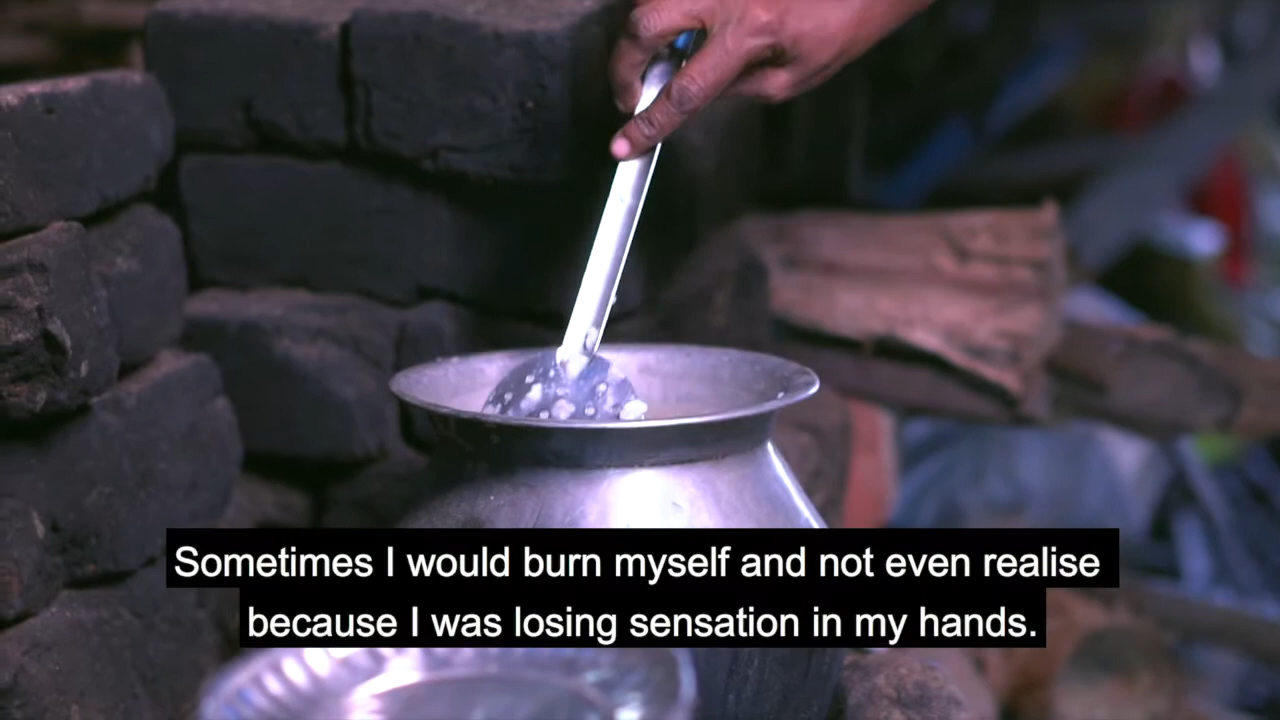 Sometimes I would burn myself and not even realise
because I was losing sensation in my hands.